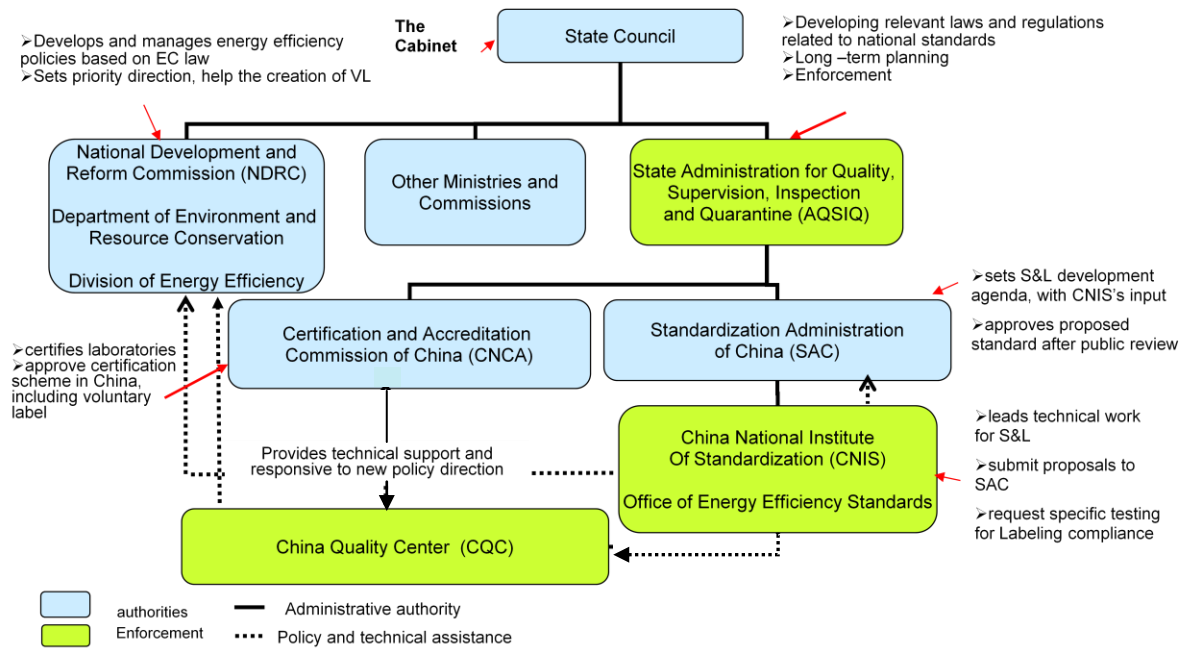 The
Cabinet
State Council
➢Develops and manages energy efficiency
policies based on EC law
➢Sets priority direction, help the creation of VL
➢Developing relevant laws and regulations
related to national standards
➢Long –term planning
➢Enforcement
National Development and
Reform Commission (NDRC)
Department of Environment and
Resource Conservation
Division of Energy Efficiency
Other Ministries and
Commissions
State Administration for Quality,
Supervision, Inspection
and Quarantine (AQSIQ)
➢certifies laboratories
➢approve certification
scheme in China,
including voluntary
label
Certification and Accreditation
Commission of China (CNCA)
Standardization Administration
of China (SAC)
➢sets S&L development
agenda, with CNIS's input
➢approves proposed
standard after public review
Provides technical support and
responsive to new policy direction
China National Institute
Of Standardization (CNIS)
Office of Energy Efficiency Standards
➢leads technical work
for S&L
➢submit proposals to
SAC
➢request specific testing
for Labeling compliance
China Quality Center (CQC)
authorities
Enforcement
Administrative authority
Policy and technical assistance